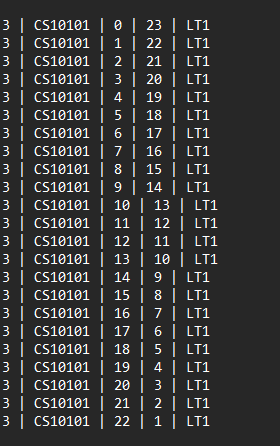 3 | CS10101 | 0 | 23 | LT1
3 | CS10101 | 1 | 22 | LT1
3 | CS10101 | 2 | 21 | LT1
3 | CS10101 | 3 | 20 | LT1
3 | CS10101 | 4 | 19 | LT1
3 | CS10101 | 5 | 18 | LT1
3 | CS10101 | 6 | 17 | LT1
3 | CS10101 | 7 | 16 | LT1
3 | CS10101 | 8 | 15 | LT1
3 | CS10101 | 9 | 14 | LT1
3 | CS10101 | 10 | 13 | LT1
3 | CS10101 | 11 | 12 | LT1
3 | CS10101 | 12 | 11 | LT1
3 | CS10101 | 13 | 10 | LT1
3 | CS10101 | 14 | 9 | LT1
3 | CS10101 | 15 | 8 | LT1
3 | CS10101 | 16 | 7 | LT1
3 | CS10101 | 17 | 6 | LT1
3 | CS10101 | 18 | 5 | LT1
3 | CS10101 | 19 | 4 | LT1
3 | CS10101 | 20 | 3 | LT1
3 | CS10101 | 21 | 2 | LT1
3 | CS10101 | 22 | 1 | LT1